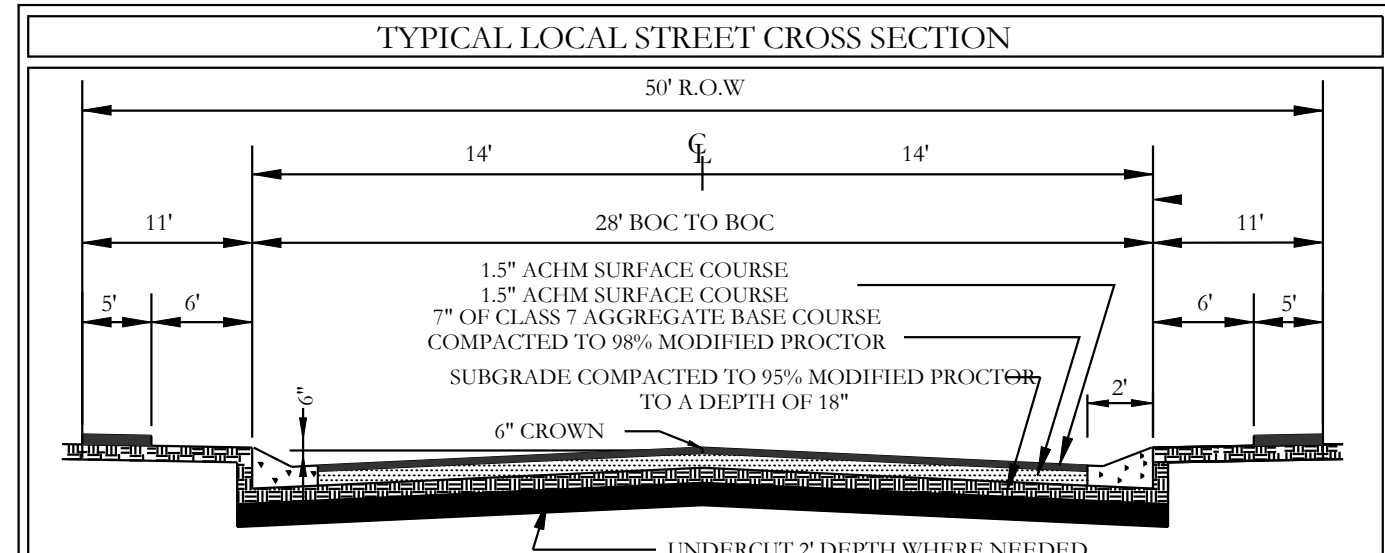 TYPICAL LOCAL STREET CROSS SECTION
50' R.O.W
14' CL 14'
11' 28' BOC TO BOC 11'
1.5" ACHM SURFACE COURSE
1.5" ACHM SURFACE COURSE
5' 6' 6' 5'
7" OF CLASS 7 AGGREGATE BASE COURSE
COMPACTED TO 98% MODIFIED PROCTOR
SUBGRADE COMPACTED TO 95% MODIFIED PROCTOR
TO A DEPTH OF 18"
2'
6"
6" CROWN
UNDERCUT 2' DEPTH WHERE NEEDED